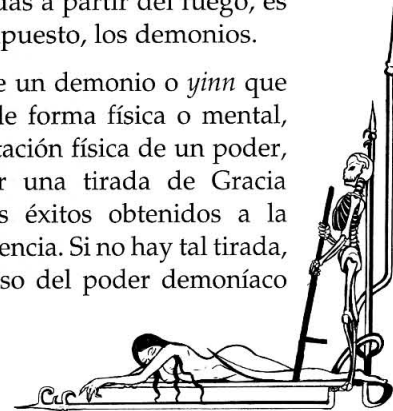 das a partir del fuego, es
puesto, los demonios.
e un demonio o yinn que
de forma física o mental,
tación física de un poder,
r una tirada de Gracia
s éxitos obtenidos a la
encia. Si no hay tal tirada,
so del poder demoníaco